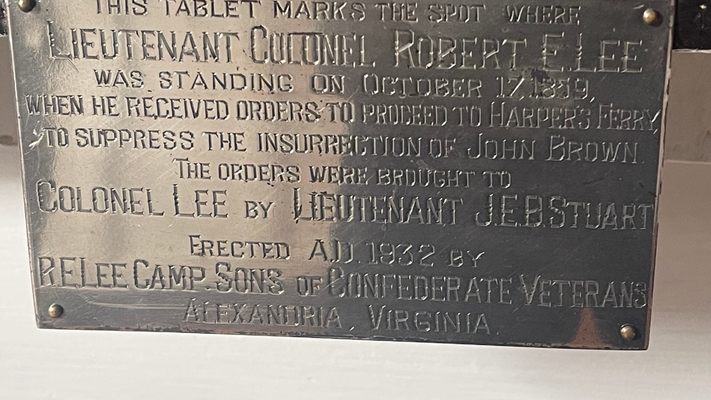 THIS TABLET MARKS THE SPOT WHERE
LIEUTENANT COLONEL ROBERT E. LEE
WAS STANDING ON OCTOBER 17, 1859,
WHEN HE RECEIVED ORDERS TO PROCEED TO HARPER'S FERRY
TO SUPPRESS THE INSURRECTION OF JOHN BROWN.
THE ORDERS WERE BROUGHT TO
COLONEL LEE BY LIEUTENANT J.E.B. STUART
ERECTED A.D. 1932 BY
R.E. LEE CAMP. SONS OF CONFEDERATE VETERANS
ALEXANDRIA, VIRGINIA.